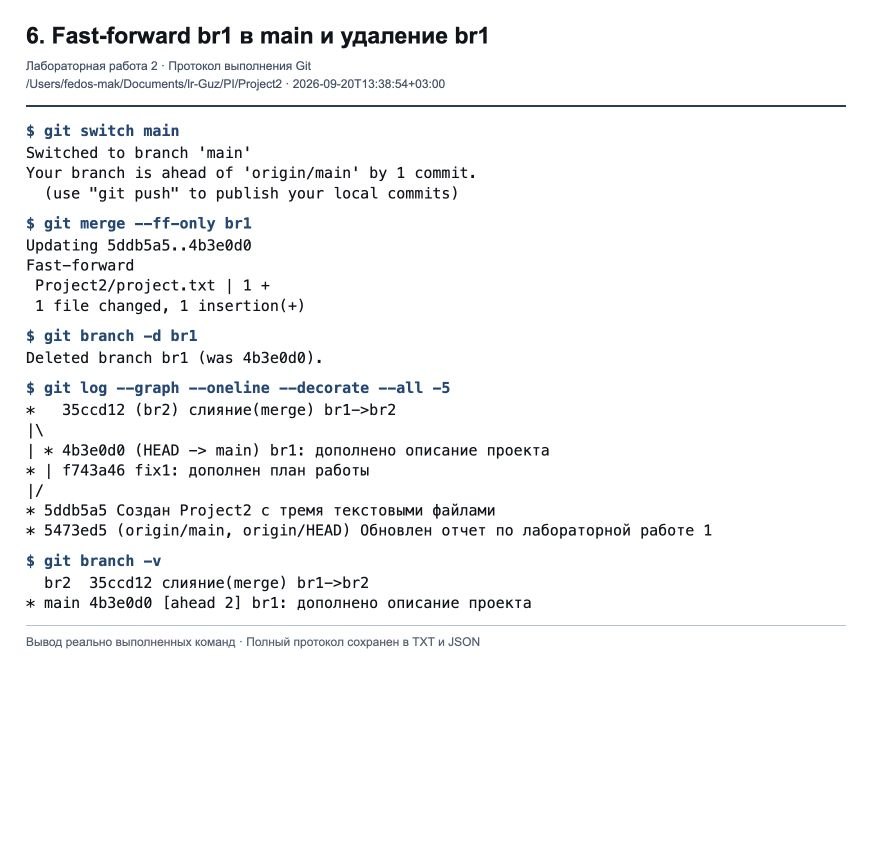 6. Fast-forward br1 в main и удаление br1
Лабораторная работа 2 · Протокол выполнения Git
/Users/fedos-mak/Documents/Ir-Guz/PI/Project2 · 2026-09-20T13:38:54+03:00
$ git switch main
Switched to branch 'main'
Your branch is ahead of 'origin/main' by 1 commit.
  (use "git push" to publish your local commits)
$ git merge --ff-only br1
Updating 5ddb5a5..4b3e0d0
Fast-forward
 Project2/project.txt | 1 +
 1 file changed, 1 insertion(+)
$ git branch -d br1
Deleted branch br1 (was 4b3e0d0).
$ git log --graph --oneline --decorate --all -5
*   35ccd12 (br2) слияние(merge) br1->br2
|\
| * 4b3e0d0 (HEAD -> main) br1: дополнено описание проекта
* | f743a46 fix1: дополнен план работы
|/
* 5ddb5a5 Создан Project2 с тремя текстовыми файлами
* 5473ed5 (origin/main, origin/HEAD) Обновлен отчет по лабораторной работе 1
$ git branch -v
  br2  35ccd12 слияние(merge) br1->br2
* main 4b3e0d0 [ahead 2] br1: дополнено описание проекта
Вывод реально выполненных команд · Полный протокол сохранен в TXT и JSON